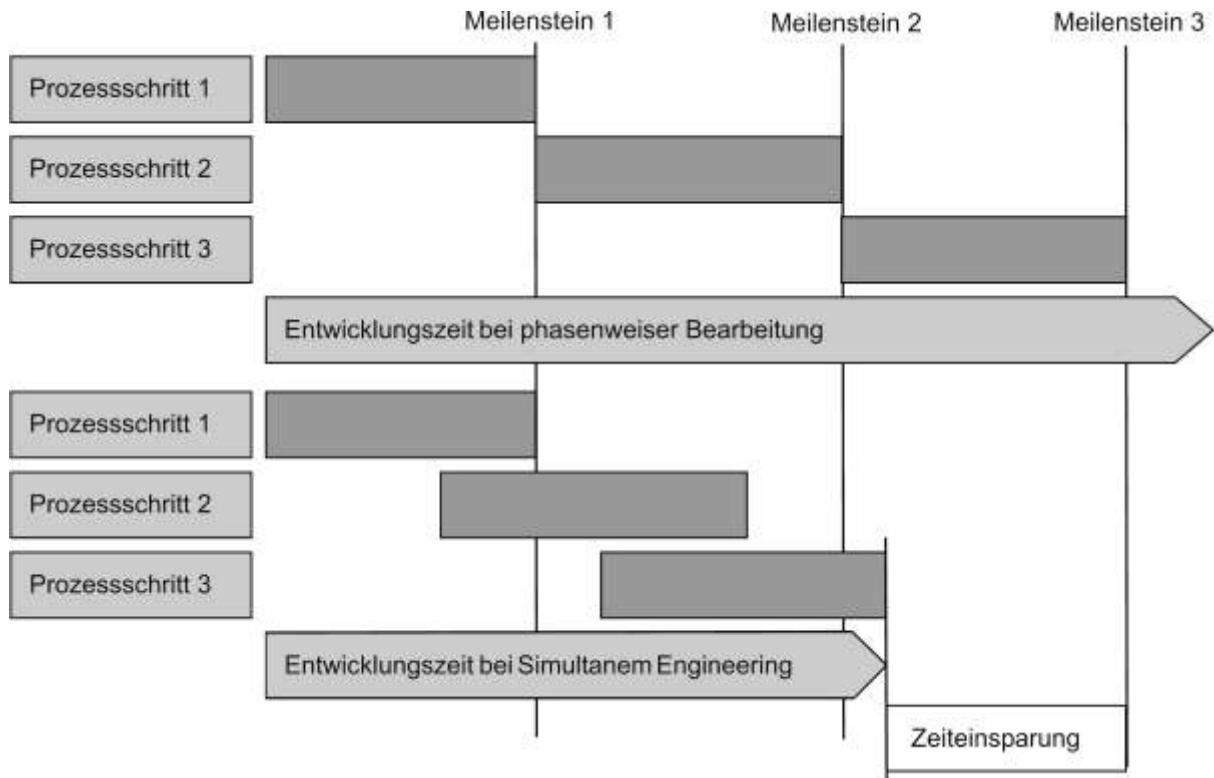 Meilenstein 1
Meilenstein 2
Meilenstein 3
Prozessschritt 1
Prozessschritt 2
Prozessschritt 3
Entwicklungszeit bei phasenweiser Bearbeitung
Prozessschritt 1
Prozessschritt 2
Prozessschritt 3
Entwicklungszeit bei Simultanem Engineering
Zeiteinsparung